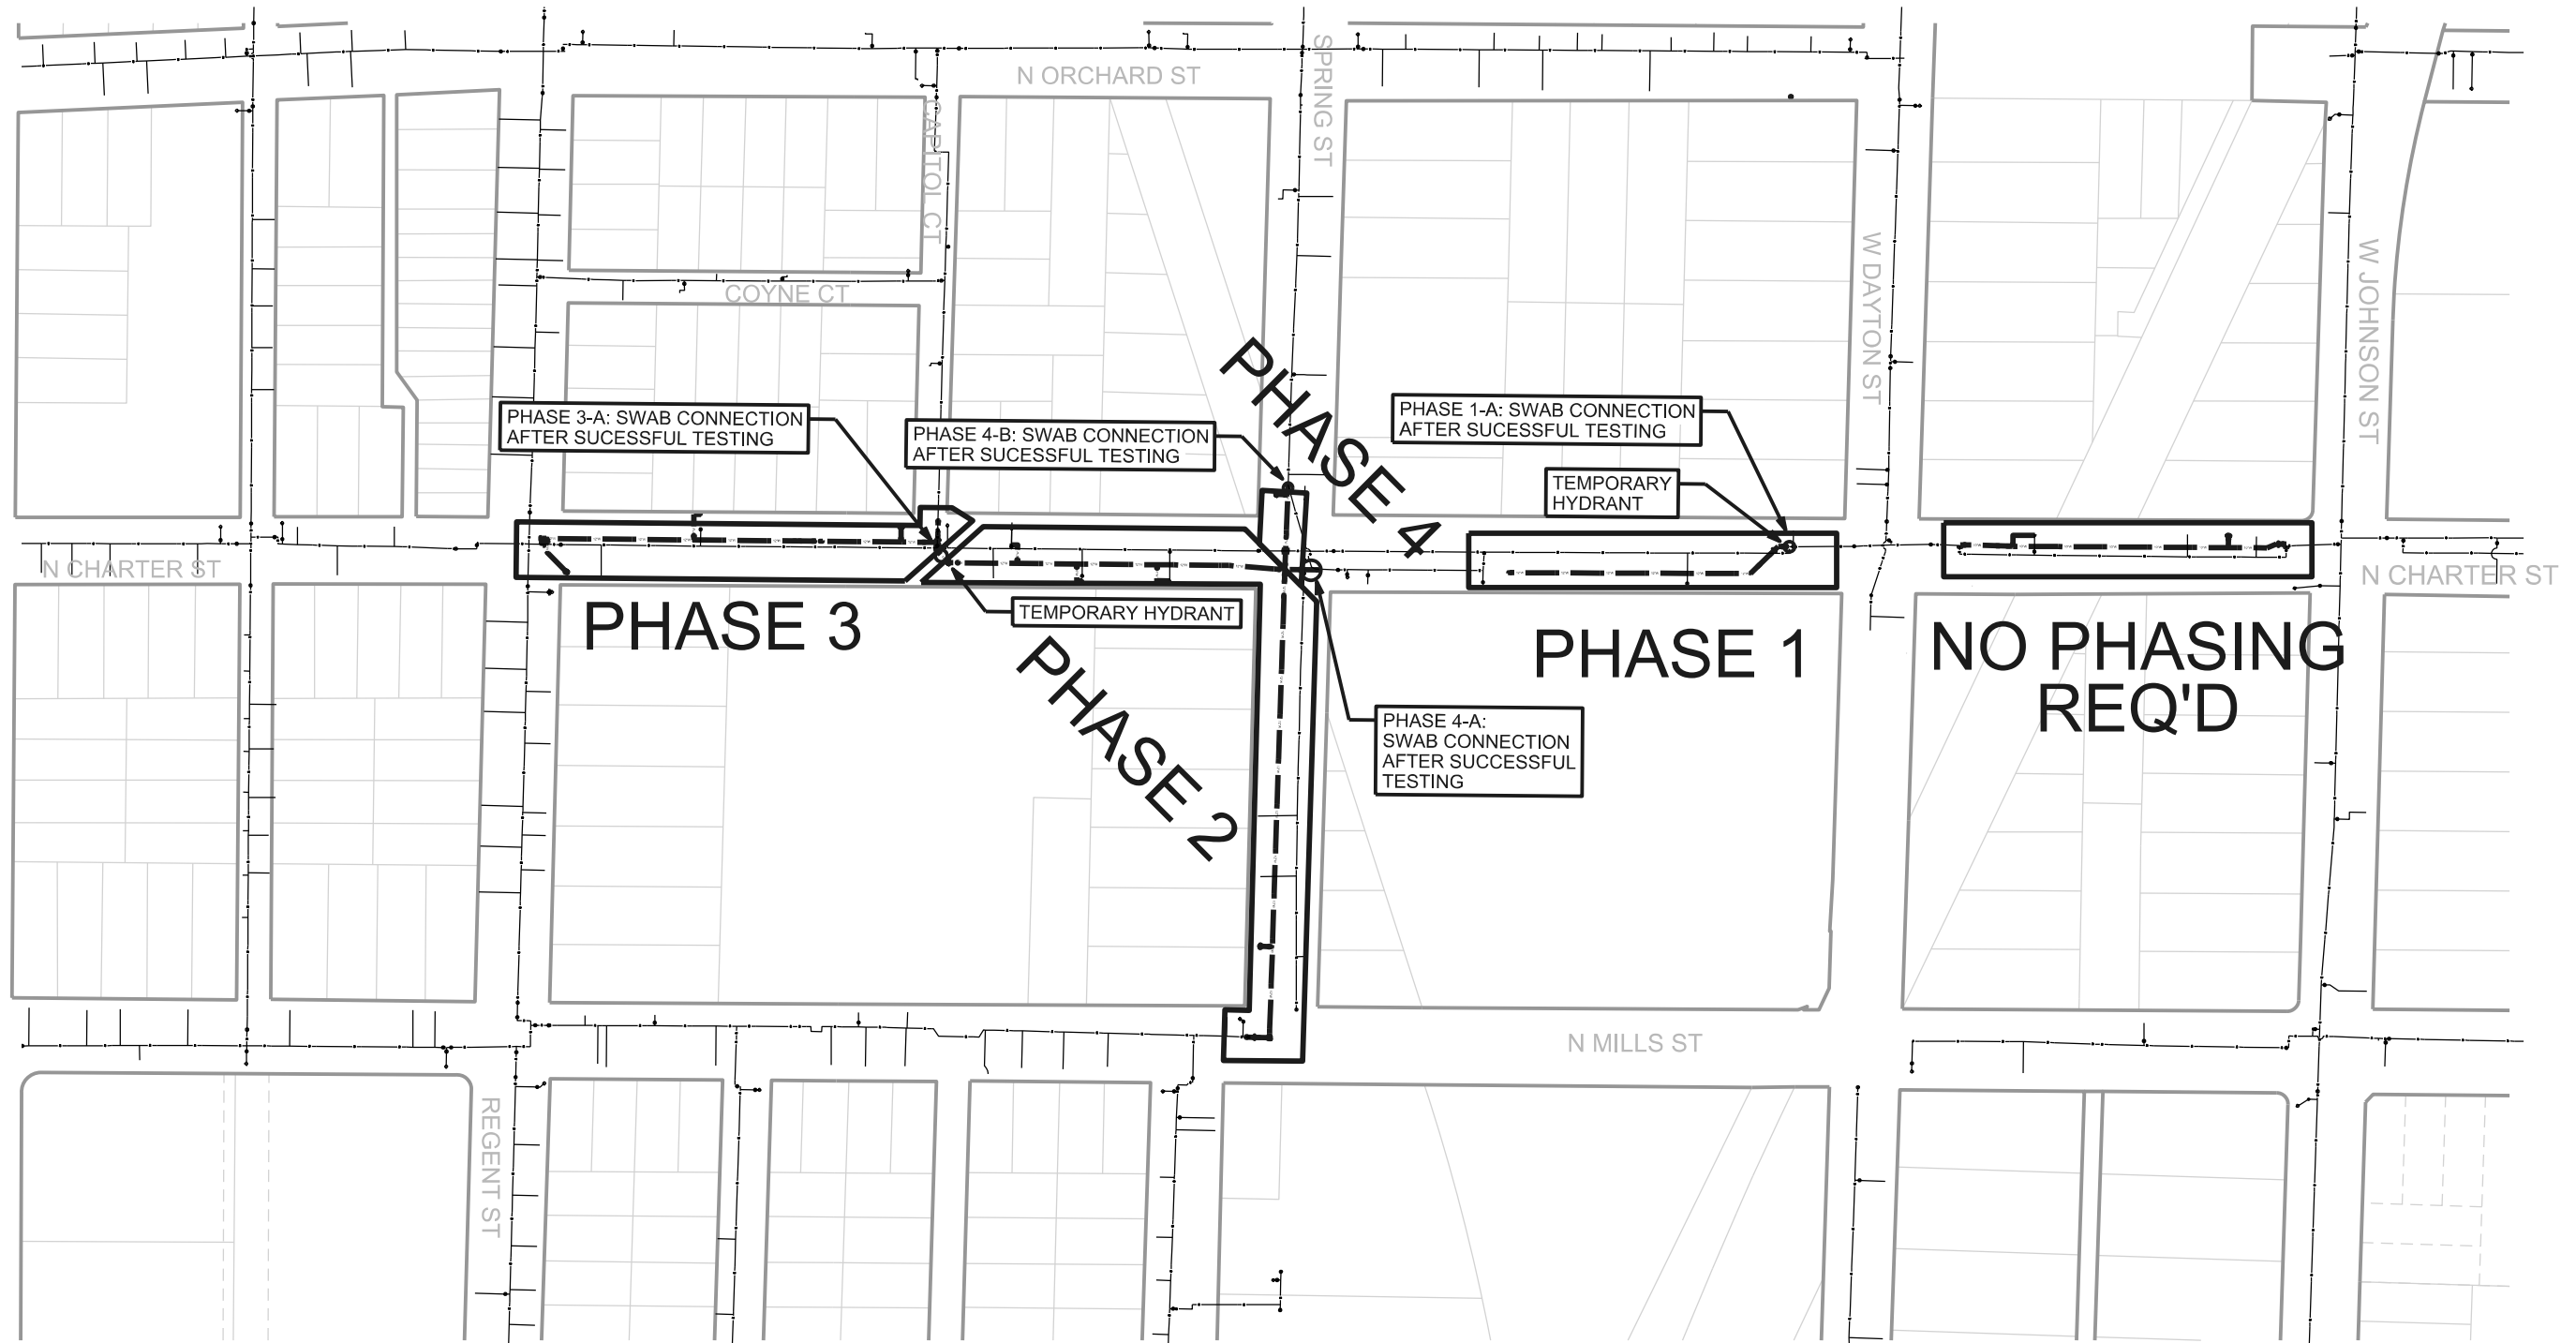 N ORCHARD ST
SPRING ST
CAPITOL CT
COYNE CT
W DAYTON ST
W JOHNSON ST
PHASE 4
PHASE 3-A: SWAB CONNECTION
AFTER SUCESSFUL TESTING
PHASE 4-B: SWAB CONNECTION
AFTER SUCESSFUL TESTING
PHASE 1-A: SWAB CONNECTION
AFTER SUCESSFUL TESTING
TEMPORARY
HYDRANT
N CHARTER ST
N CHARTER ST
TEMPORARY HYDRANT
PHASE 3
PHASE 2
PHASE 1
NO PHASING
REQ'D
PHASE 4-A:
SWAB CONNECTION
AFTER SUCCESSFUL
TESTING
N MILLS ST
REGENT ST